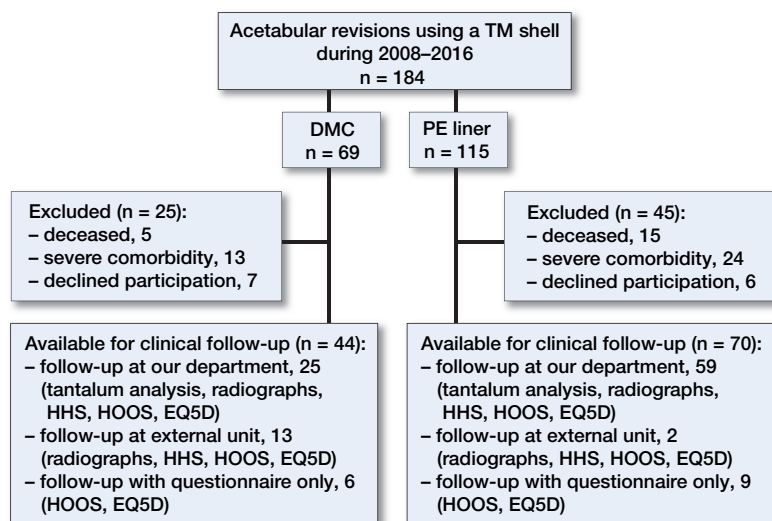 Acetabular revisions using a TM shell
during 2008–2016
n = 184
DMC
n = 69
PE liner
n = 115
Excluded (n = 25):
– deceased, 5
– severe comorbidity, 13
– declined participation, 7
Excluded (n = 45):
– deceased, 15
– severe comorbidity, 24
– declined participation, 6
Available for clinical follow-up (n = 44):
– follow-up at our department, 25
(tantalum analysis, radiographs,
HHS, HOOS, EQ5D)
– follow-up at external unit, 13
(radiographs, HHS, HOOS, EQ5D)
– follow-up with questionnaire only, 6
(HOOS, EQ5D)
Available for clinical follow-up (n = 70):
– follow-up at our department, 59
(tantalum analysis, radiographs,
HHS, HOOS, EQ5D)
– follow-up at external unit, 2
(radiographs, HHS, HOOS, EQ5D)
– follow-up with questionnaire only, 9
(HOOS, EQ5D)